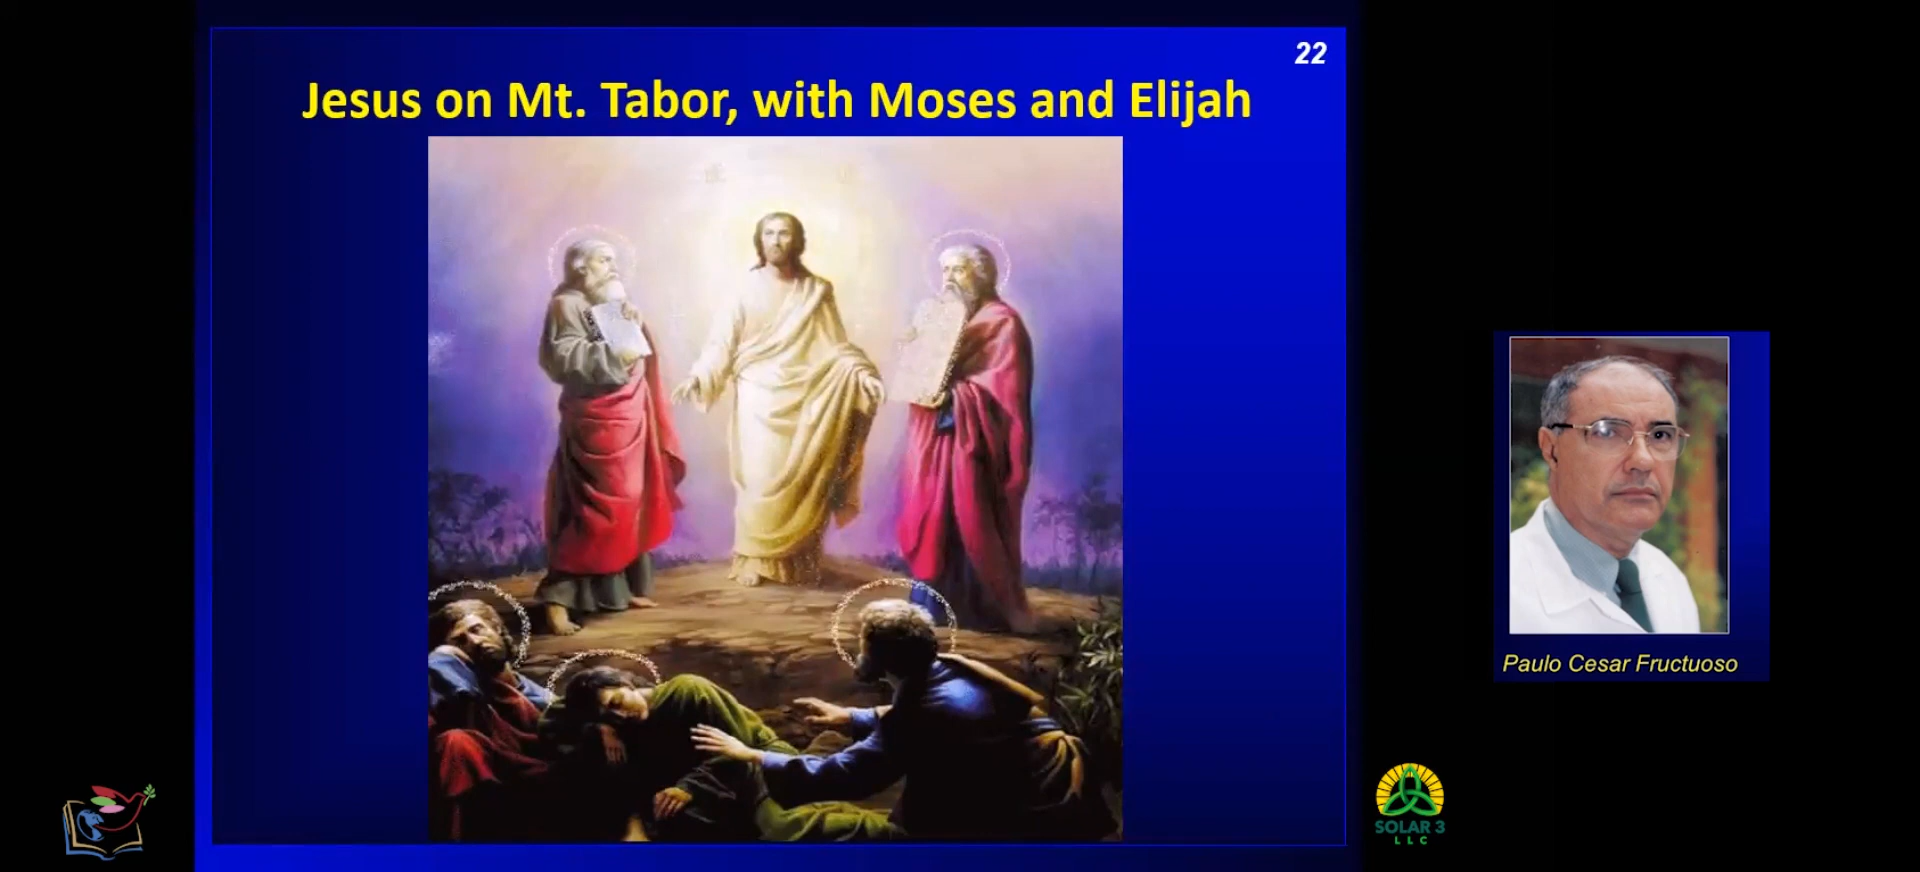 22
Jesus on Mt. Tabor, with Moses and Elijah
Paulo Cesar Fructuoso
SOLAR 3
LLC